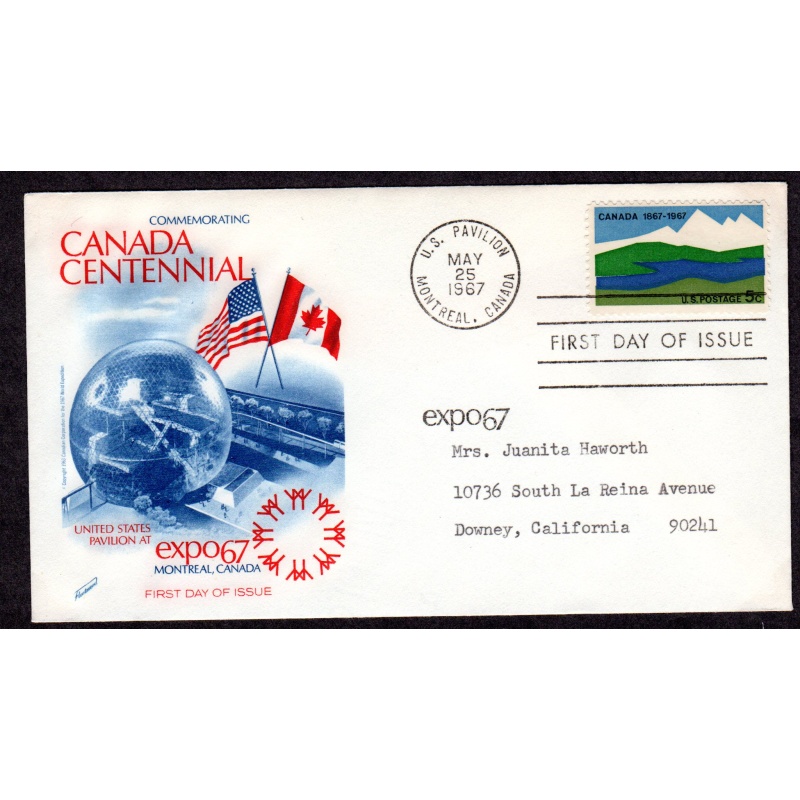 COMMEMORATING
CANADA
CENTENNIAL
UNITED STATES
PAVILION AT
expo67
MONTREAL, CANADA
FIRST DAY OF ISSUE
Fleetwood
U.S. PAVILION
MAY
25
1967
MONTREAL, CANADA
CANADA 1867-1967
U.S. POSTAGE 5c
FIRST DAY OF ISSUE
expo67
Mrs. Juanita Haworth
10736 South La Reina Avenue
Downey, California 90241